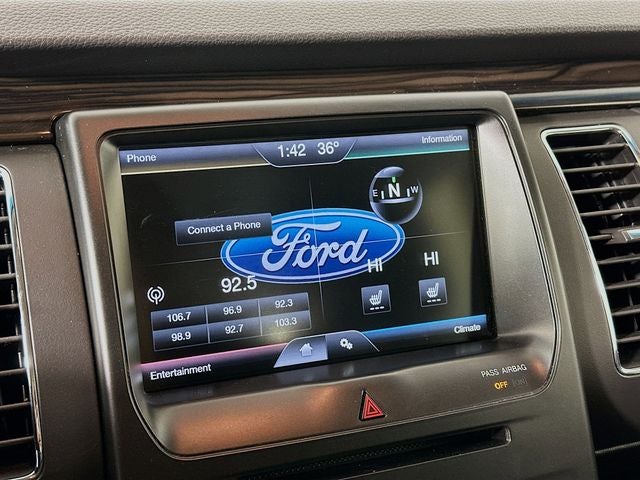 Phone
1:42 36°
Information
E N W
Connect a Phone
Ford
HI HI
92.5
106.7 96.9 92.3
98.9 92.7 103.3
Climate
Entertainment
PASS AIRBAG
OFF ON